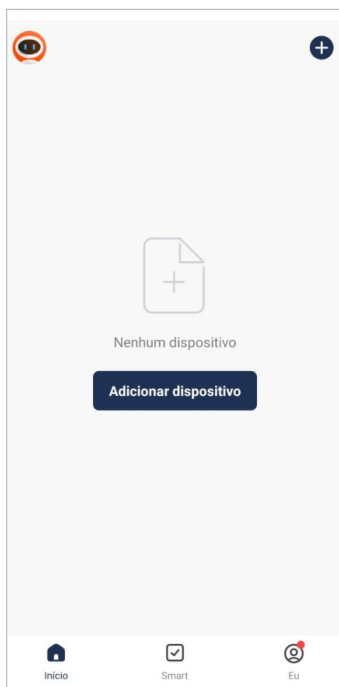 Nenhum dispositivo
Adicionar dispositivo
Início
Smart
Eu